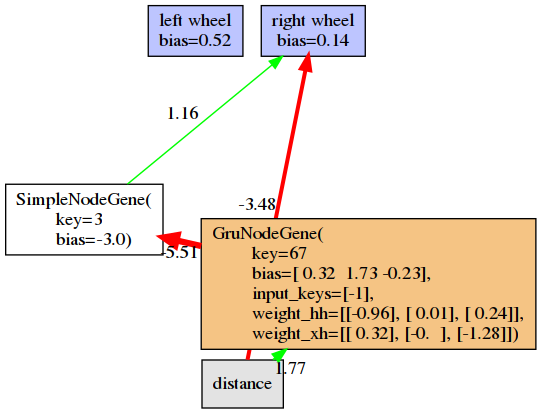 left wheel
bias=0.52
right wheel
bias=0.14
1.16
-3.48
SimpleNodeGene(
key=3
bias=-3.0)
-5.51
GruNodeGene(
key=67
bias=[ 0.32  1.73 -0.23],
input_keys=[-1],
weight_hh=[[-0.96], [ 0.01], [ 0.24]],
weight_xh=[[ 0.32], [-0.  ], [-1.28]])
1.77
distance